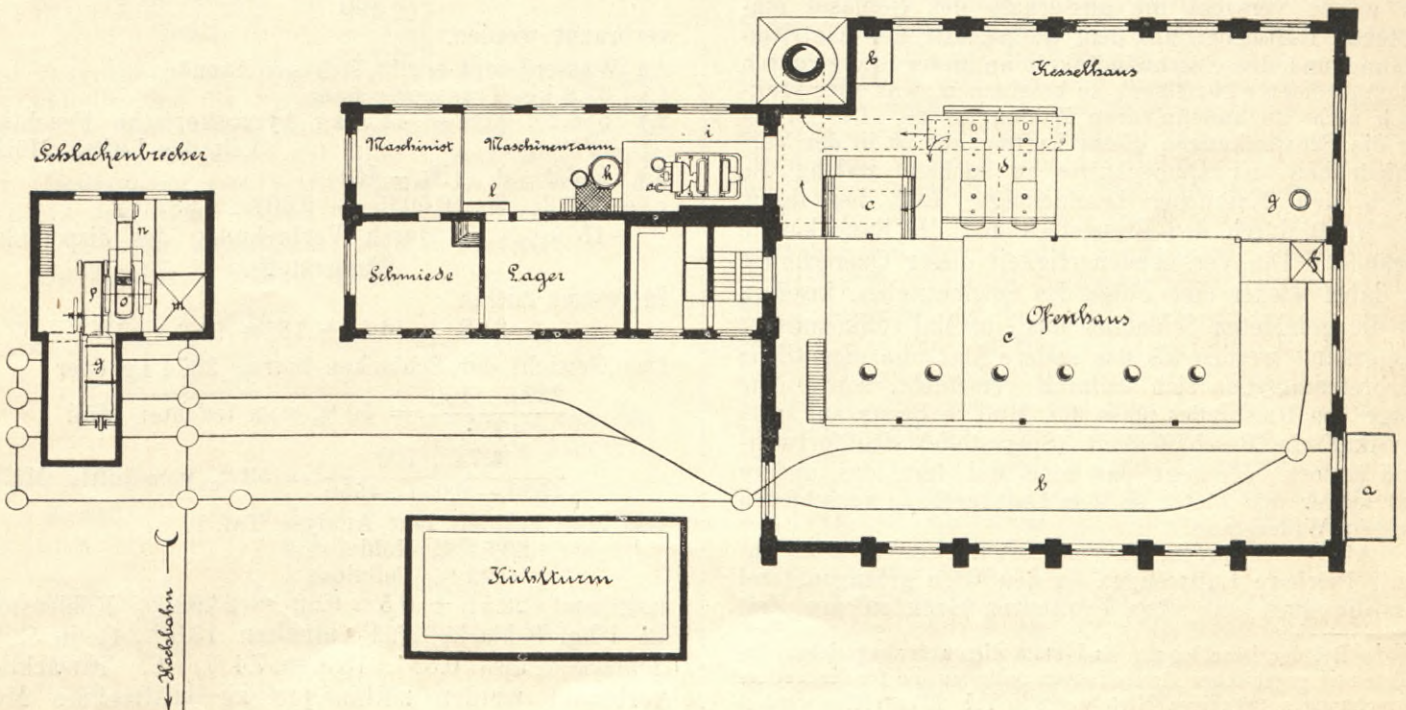 Kesselhaus
k
i
Schlackenbrecher
Maschinist
Maschinenraum
h
l
d
c
g
f
n
m
p
o
q
Schmiede
Lager
Ofenhaus
e
b
a
Kühlturm
Hochbahn